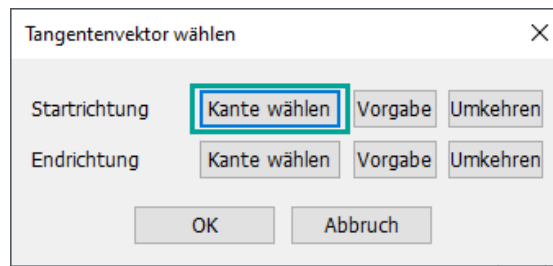 Tangentenvektor wählen
Startrichtung Kante wählen Vorgabe Umkehren
Endrichtung Kante wählen Vorgabe Umkehren
OK Abbruch